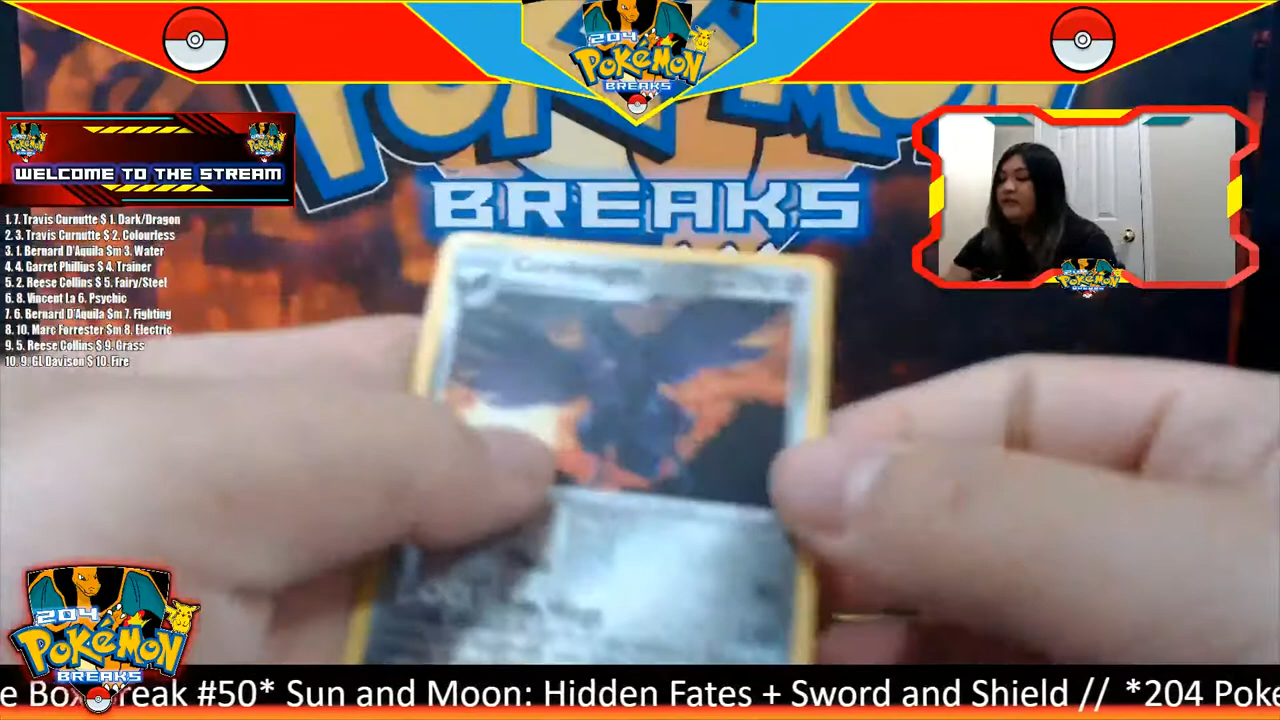 204
POKéMON
BREAKS
WELCOME TO THE STREAM
1. 7. Travis Curnutte $ 1. Dark/Dragon
2. 3. Travis Curnutte $ 2. Colourless
3. 1. Bernard D'Aquila $m 3. Water
4. 4. Garret Phillips $ 4. Trainer
5. 2. Reese Collins $ 5. Fairy/Steel
6. 8. Vincent La 6. Psychic
7. 6. Bernard D'Aquila $m 7. Fighting
8. 10. Marc Forrester $m 8. Electric
9. 5. Reese Collins $ 9. Grass
10. 9. GL Davison $ 10. Fire
POKéMON
BREAKS
204
POKéMON
BREAKS
e Box Break #50* Sun and Moon: Hidden Fates + Sword and Shield // *204 Poke